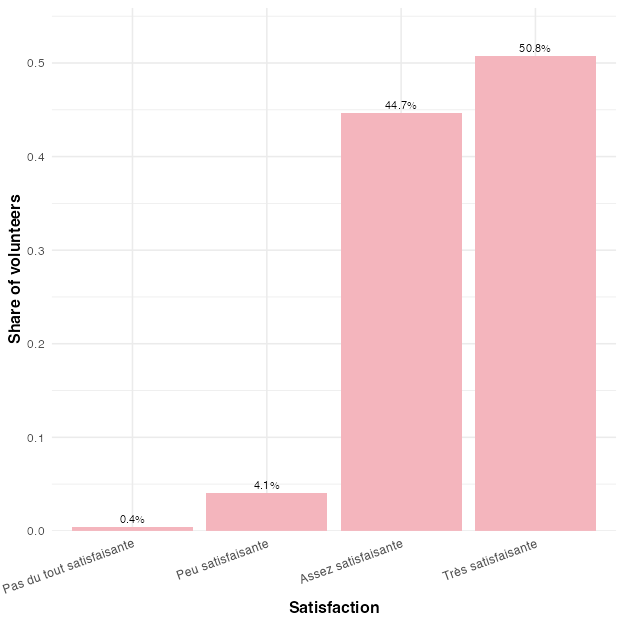 50.8%
0.5
44.7%
0.4
0.3
Share of volunteers
0.2
0.1
4.1%
0.4%
0.0
Pas du tout satisfaisante
Peu satisfaisante
Assez satisfaisante
Très satisfaisante
Satisfaction